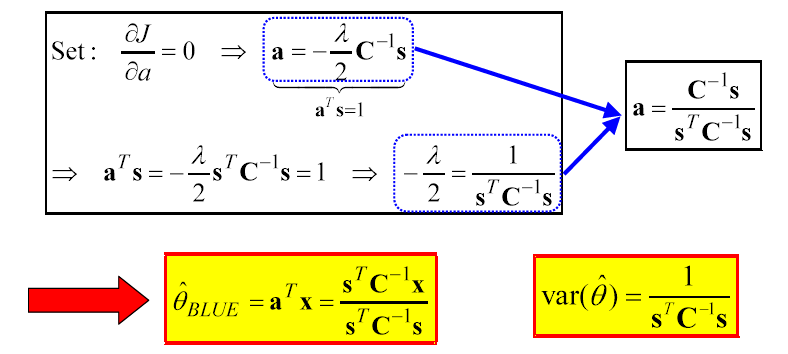 Set : ∂J/∂a = 0 ⇒ a = −(λ/2) C⁻¹s
aᵀs=1
⇒ aᵀs = −(λ/2) sᵀC⁻¹s = 1 ⇒ −λ/2 = 1/(sᵀC⁻¹s)
a = C⁻¹s/(sᵀC⁻¹s)
θ̂_BLUE = aᵀx = sᵀC⁻¹x/(sᵀC⁻¹s)
var(θ̂) = 1/(sᵀC⁻¹s)